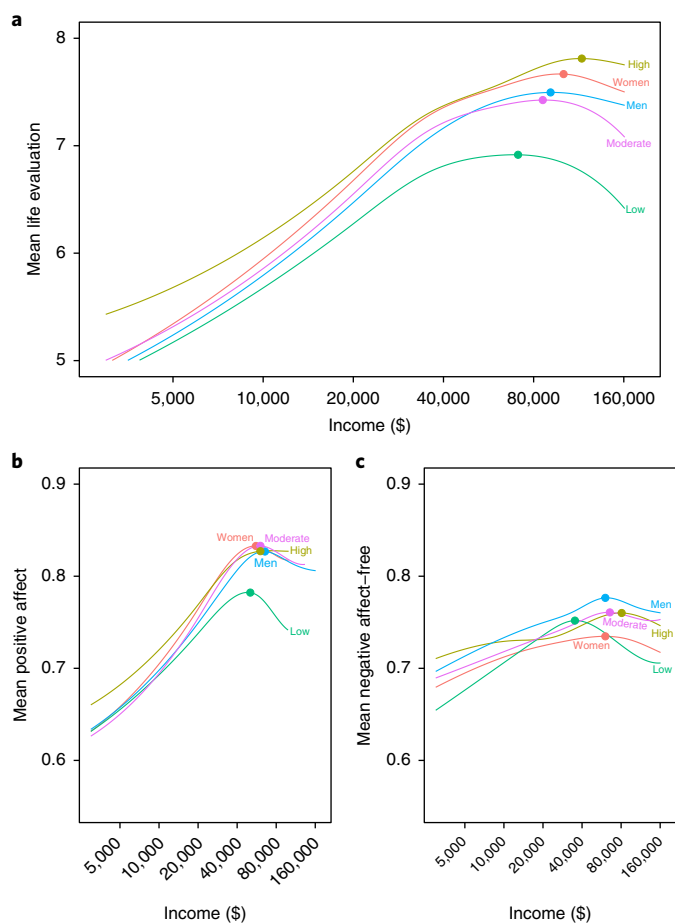 a
8
7
6
5
Mean life evaluation
High
Women
Men
Moderate
Low
5,000 10,000 20,000 40,000 80,000 160,000
Income ($)
b
0.9
0.8
0.7
0.6
Mean positive affect
Women Moderate
High
Men
Low
5,000 10,000 20,000 40,000 80,000 160,000
Income ($)
c
0.9
0.8
0.7
0.6
Mean negative affect–free
Men
Moderate
High
Women
Low
5,000 10,000 20,000 40,000 80,000 160,000
Income ($)